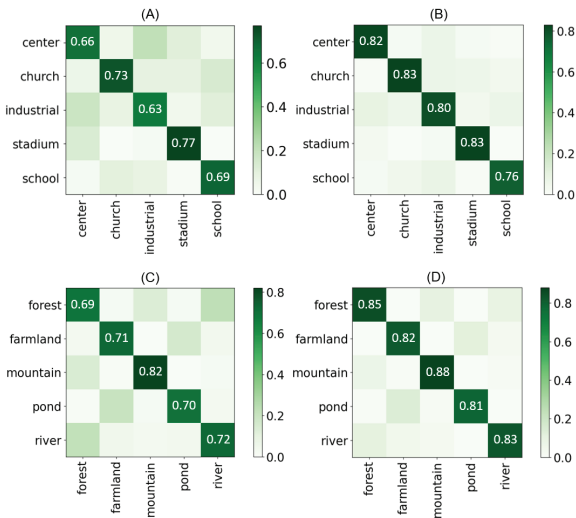 (A)
center 0.66
church 0.73
industrial 0.63
stadium 0.77
school 0.69
center church industrial stadium school
0.6
0.4
0.2
0.0
(B)
center 0.82
church 0.83
industrial 0.80
stadium 0.83
school 0.76
center church industrial stadium school
0.8
0.6
0.4
0.2
0.0
(C)
forest 0.69
farmland 0.71
mountain 0.82
pond 0.70
river 0.72
forest farmland mountain pond river
0.8
0.6
0.4
0.2
0.0
(D)
forest 0.85
farmland 0.82
mountain 0.88
pond 0.81
river 0.83
forest farmland mountain pond river
0.8
0.6
0.4
0.2
0.0